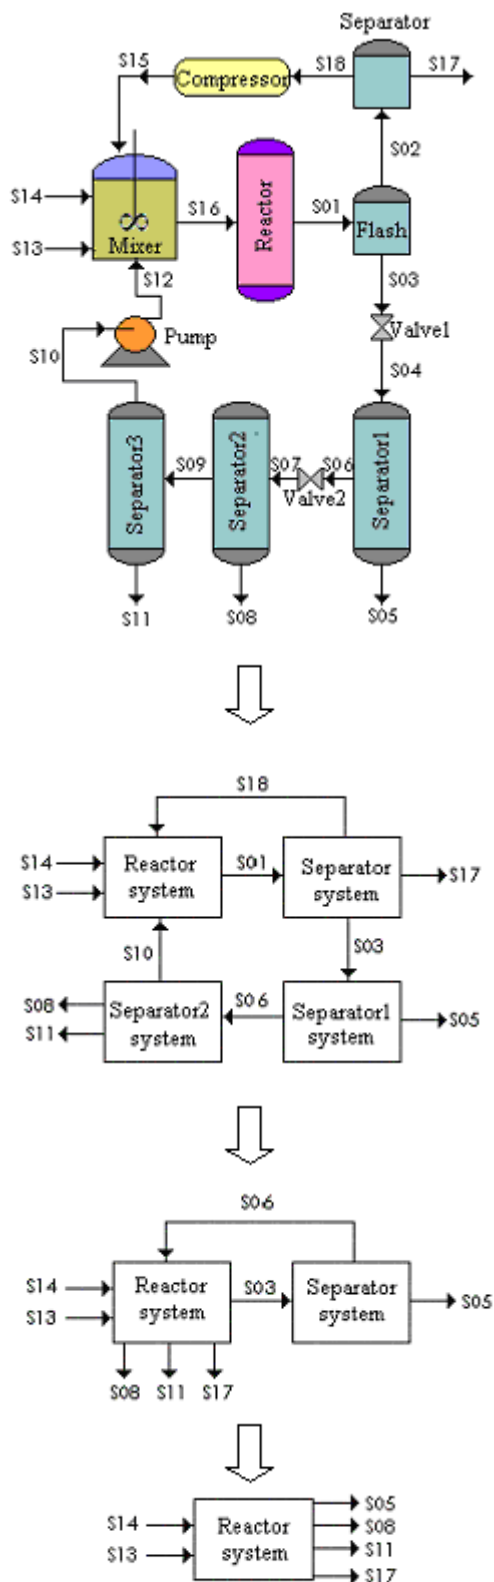 Separator
S15
Compressor
S18
S17
S02
S14
S16
Reactor
S01
Flash
S13
Mixer
S12
S03
Pump
Valve1
S10
S04
Separator3
S09
Separator2
S07
S06
Valve2
Separator1
S11
S08
S05
S18
S14
S13
Reactor
system
S01
Separator
system
S17
S10
S03
S08
S11
Separator2
system
S06
Separator1
system
S05
S06
S14
S13
Reactor
system
S03
Separator
system
S05
S08
S11
S17
S14
S13
Reactor
system
S05
S08
S11
S17